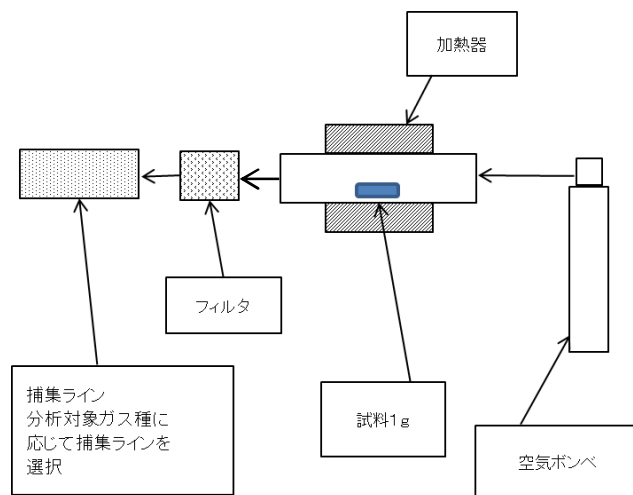 加熱器
フィルタ
捕集ライン
分析対象ガス種に
応じて捕集ラインを
選択
試料1g
空気ボンベ